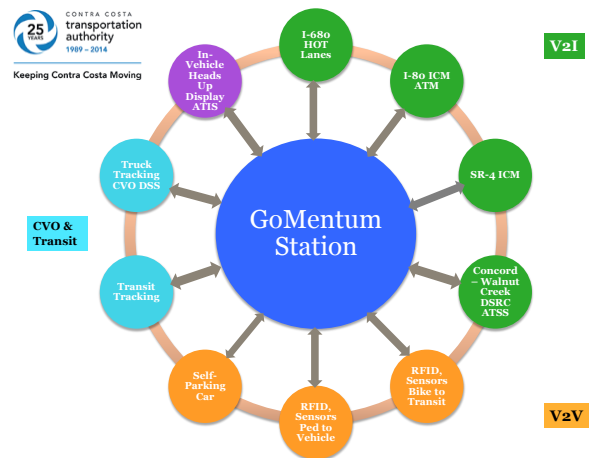 CONTRA COSTA
transportation
authority
25
YEARS
1989 – 2014
Keeping Contra Costa Moving
I-680
HOT
Lanes
V2I
In-
Vehicle
Heads
Up
Display
ATIS
I-80 ICM
ATM
Truck
Tracking
CVO DSS
SR-4 ICM
GoMentum
Station
CVO &
Transit
Transit
Tracking
Concord
– Walnut
Creek
DSRC
ATSS
Self-
Parking
Car
RFID,
Sensors
Ped to
Vehicle
RFID,
Sensors
Bike to
Transit
V2V